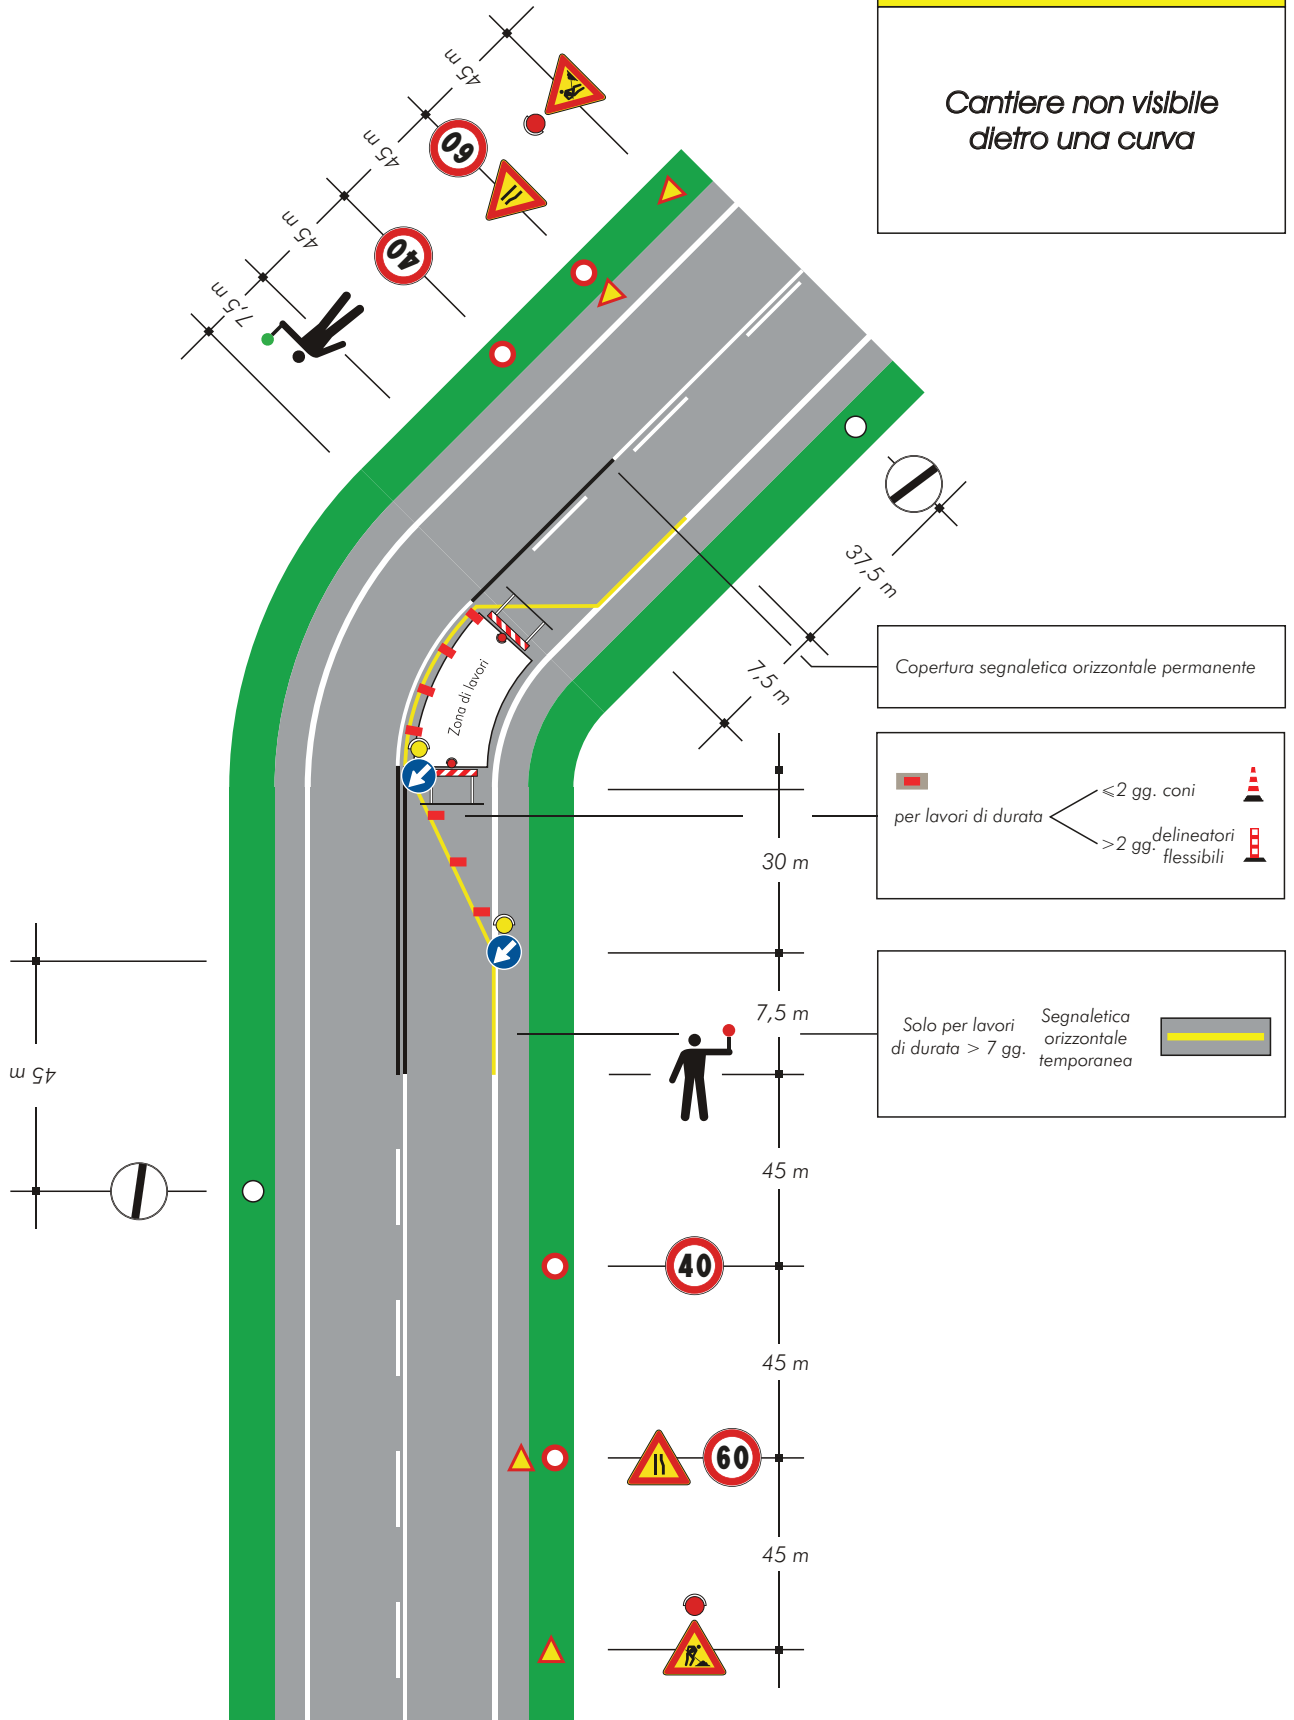 Cantiere non visibile
dietro una curva
45 m
45 m
60
45 m
40
7,5 m
37,5 m
7,5 m
Copertura segnaletica orizzontale permanente
Zona di lavori
per lavori di durata
⩽2 gg. coni
>2 gg. delineatori
flessibili
30 m
7,5 m
Solo per lavori
di durata > 7 gg.
Segnaletica
orizzontale
temporanea
45 m
45 m
40
45 m
60
45 m